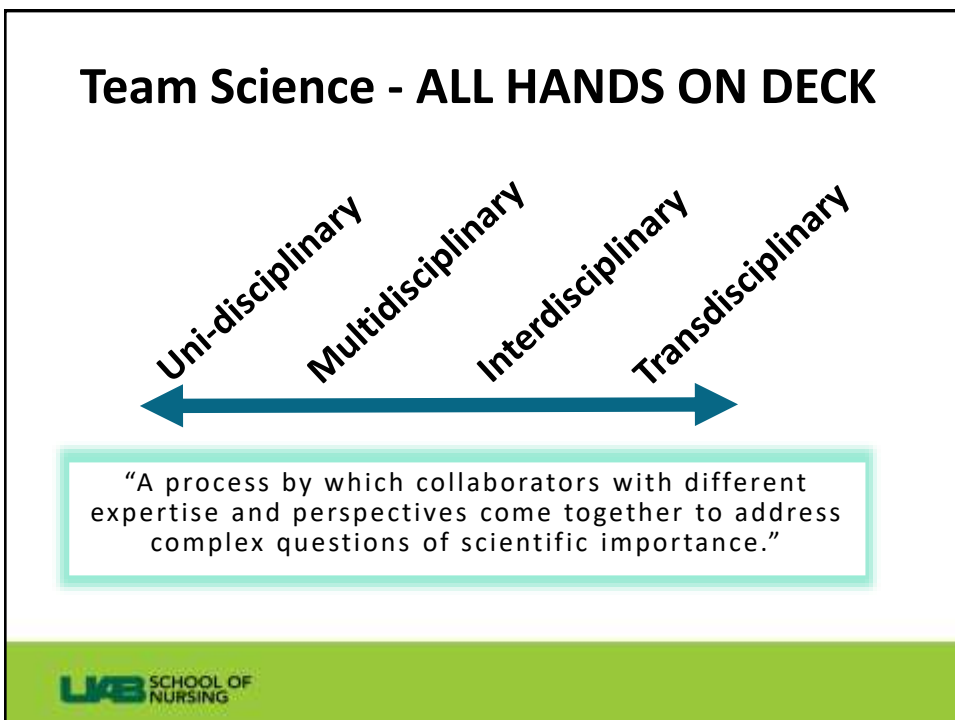 Team Science - ALL HANDS ON DECK
Uni-disciplinary
Multidisciplinary
Interdisciplinary
Transdisciplinary
“A process by which collaborators with different
expertise and perspectives come together to address
complex questions of scientific importance.”
UAB SCHOOL OF
NURSING